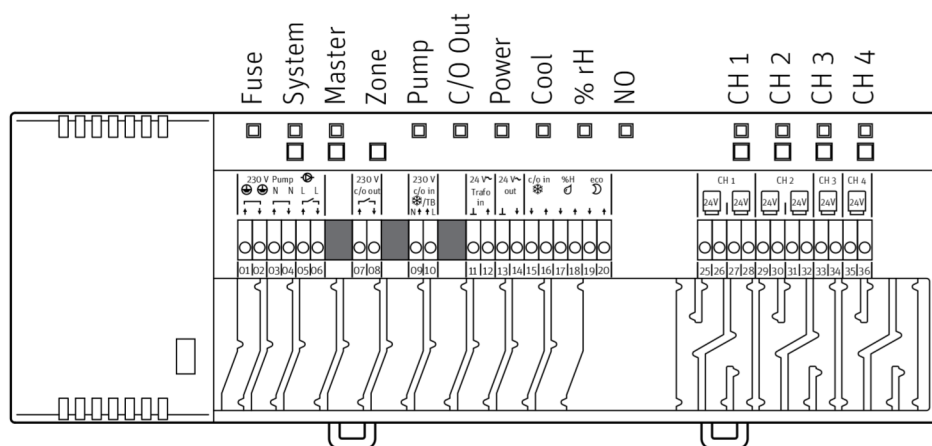 Fuse
System
Master
Zone
Pump
C/O Out
Power
Cool
% rH
NO
CH 1
CH 2
CH 3
CH 4
230 V Pump
N N L L
230 V
c/o out
230 V
c/o in
/TB
N L
24 V~
Trafo
in
24 V~
out
c/o in
%H
eco
CH 1
CH 2
CH 3
CH 4
24V 24V 24V 24V 24V 24V
01 02 03 04 05 06 07 08 09 10 11 12 13 14 15 16 17 18 19 20
25 26 27 28 29 30 31 32 33 34 35 36